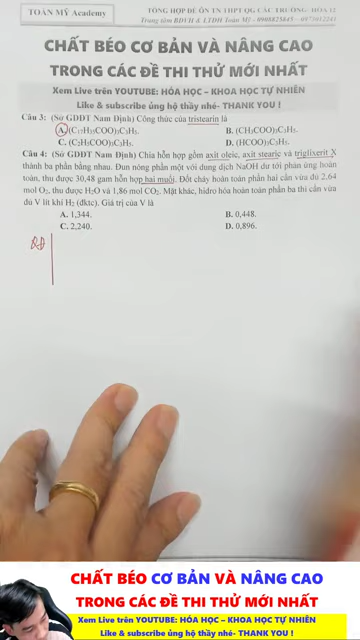 TOÁN MỸ Academy
TỔNG HỢP ĐỀ ÔN TN THPT QG CÁC TRƯỜNG- HÓA 12
Trung tâm BDVH & LTĐH Toán Mỹ -
CHẤT BÉO CƠ BẢN VÀ NÂNG CAO
TRONG CÁC ĐỀ THI THỬ MỚI NHẤT
Xem Live trên YOUTUBE: HÓA HỌC – KHOA HỌC TỰ NHIÊN
Like & subscribe ủng hộ thầy nhé- THANK YOU !
Câu 3: (Sở GDĐT Nam Định) Công thức của tristearin là
A. (C₁₇H₃₅COO)₃C₃H₅. B. (CH₃COO)₃C₃H₅.
C. (C₂H₅COO)₃C₃H₅. D. (HCOO)₃C₃H₅.
Câu 4: (Sở GDĐT Nam Định) Chia hỗn hợp gồm axit oleic, axit stearic và triglixerit X
thành ba phần bằng nhau. Đun nóng phần một với dung dịch NaOH dư tới phản ứng hoàn
toàn, thu được 30,48 gam hỗn hợp hai muối. Đốt cháy hoàn toàn phần hai cần vừa đủ 2,64
mol O₂, thu được H₂O và 1,86 mol CO₂. Mặt khác, hiđro hóa hoàn toàn phần ba thì cần vừa
đủ V lít khí H₂ (đktc). Giá trị của V là
A. 1,344. B. 0,448.
C. 2,240. D. 0,896.
CHẤT BÉO CƠ BẢN VÀ NÂNG CAO
TRONG CÁC ĐỀ THI THỬ MỚI NHẤT
Xem Live trên YOUTUBE: HÓA HỌC – KHOA HỌC TỰ NHIÊN
Like & subscribe ủng hộ thầy nhé- THANK YOU !